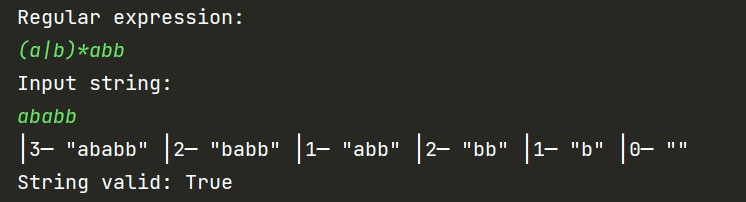 Regular expression:
(a|b)*abb
Input string:
ababb
|3─ "ababb" |2─ "babb" |1─ "abb" |2─ "bb" |1─ "b" |0─ ""
String valid: True